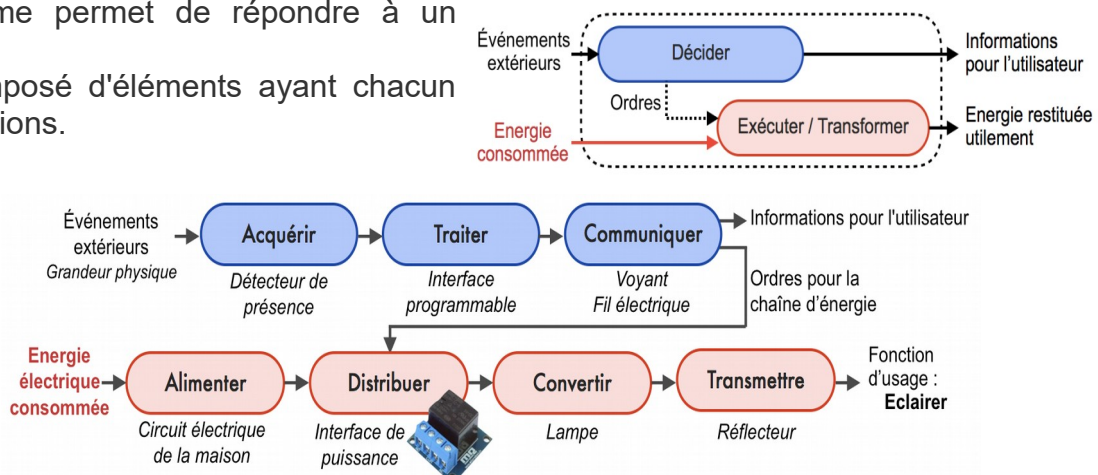 me permet de répondre à un
mposé d'éléments ayant chacun
tions.
Événements
extérieurs
Décider
Informations
pour l'utilisateur
Ordres
Energie
consommée
Exécuter / Transformer
Energie restituée
utilement
Événements
extérieurs
Grandeur physique
Acquérir
Traiter
Communiquer
Informations pour l'utilisateur
Détecteur de
présence
Interface
programmable
Voyant
Fil électrique
Ordres pour la
chaîne d'énergie
Energie
électrique
consommée
Alimenter
Distribuer
Convertir
Transmettre
Fonction
d'usage :
Eclairer
Circuit électrique
de la maison
Interface de
puissance
Lampe
Réflecteur